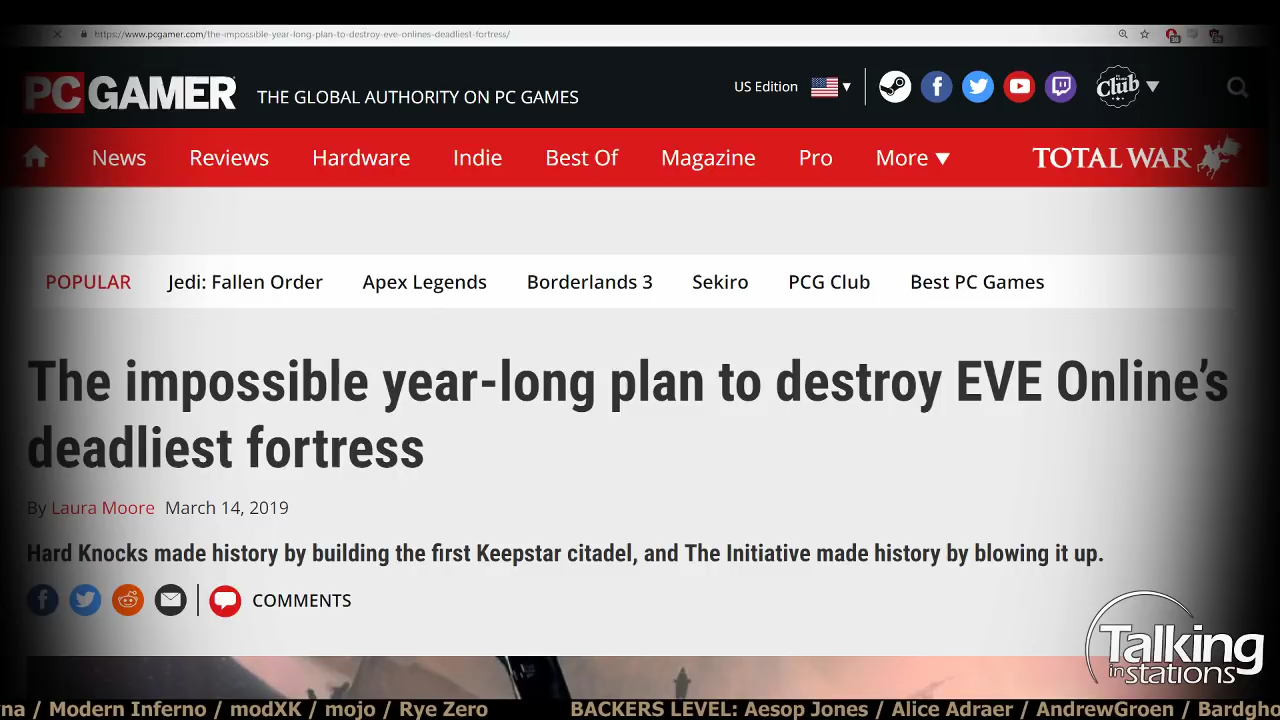 https://www.pcgamer.com/the-impossible-year-long-plan-to-destroy-eve-onlines-deadliest-fortress/
PC GAMER THE GLOBAL AUTHORITY ON PC GAMES US Edition Club
News Reviews Hardware Indie Best Of Magazine Pro More TOTAL WAR
POPULAR Jedi: Fallen Order Apex Legends Borderlands 3 Sekiro PCG Club Best PC Games
The impossible year-long plan to destroy EVE Online’s
deadliest fortress
By Laura Moore March 14, 2019
Hard Knocks made history by building the first Keepstar citadel, and The Initiative made history by blowing it up.
COMMENTS
Talking
in stations
na / Modern Inferno / modXK / mojo / Rye Zero BACKERS LEVEL: Aesop Jones / Alice Adraer / AndrewGroen / Bardgho